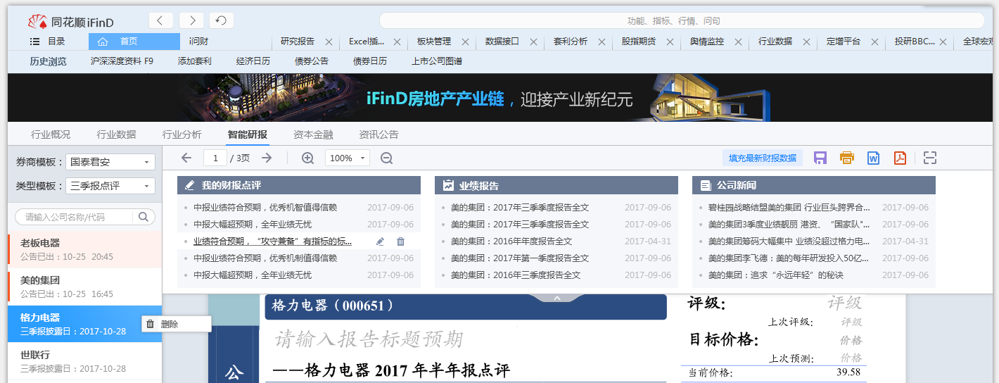 同花顺 iFinD
功能、指标、行情、问句
目录 首页 i问财 研究报告 Excel插... 板块管理 数据接口 套利分析 股指期货 舆情监控 行业数据 定增平台 投研BBC... 全球宏观
历史浏览 沪深深度资料 F9 添加套利 经济日历 债券公告 债券日历 上市公司图谱
iFinD房地产产业链，迎接产业新纪元
行业概况 行业数据 行业分析 智能研报 资本金融 资讯公告
券商模板： 国泰君安
类型模板： 三季报点评
请输入公司名称/代码
老板电器
公告已出：10-25 20:45
美的集团
公告已出：10-25 16:45
格力电器
三季报披露日：2017-10-28
删除
世联行
三季报披露日：2017-10-28
1 / 3页 100% 填充最新财报数据
我的财报点评
中报业绩符合预期，优秀机智值得信赖 2017-09-06
中报大幅超预期，全年业绩无忧 2017-09-06
业绩符合预期，“攻守兼备”有指标的标...
中报业绩符合预期，优秀机制值得信赖 2017-09-06
中报大幅超预期，全年业绩无忧 2017-09-06
业绩报告
美的集团：2017年三季季度报告全文 2017-09-06
美的集团：2017年三季季度报告全文 2017-09-06
美的集团：2016年年度报告全文 2017-04-31
美的集团：2017年第一季度报告全文 2017-09-06
美的集团：2016年三季度报告全文 2017-09-06
公司新闻
碧桂园战略结盟美的集团 行业巨头跨界合... 2017-09-06
美的集团3季度业绩靓丽 港资、“国家队"... 2017-09-06
美的集团筹码大幅集中 业绩没超过格力电... 2017-04-31
美的集团李飞德：美的每年研发投入50亿... 2017-09-06
美的集团：追求“永远年轻”的秘诀 2017-09-06
格力电器（000651）
请输入报告标题预期
——格力电器 2017 年半年报点评
公
评级: 评级
上次评级: 评级
目标价格: 价格
上次预测: 价格
当前价格: 39.58